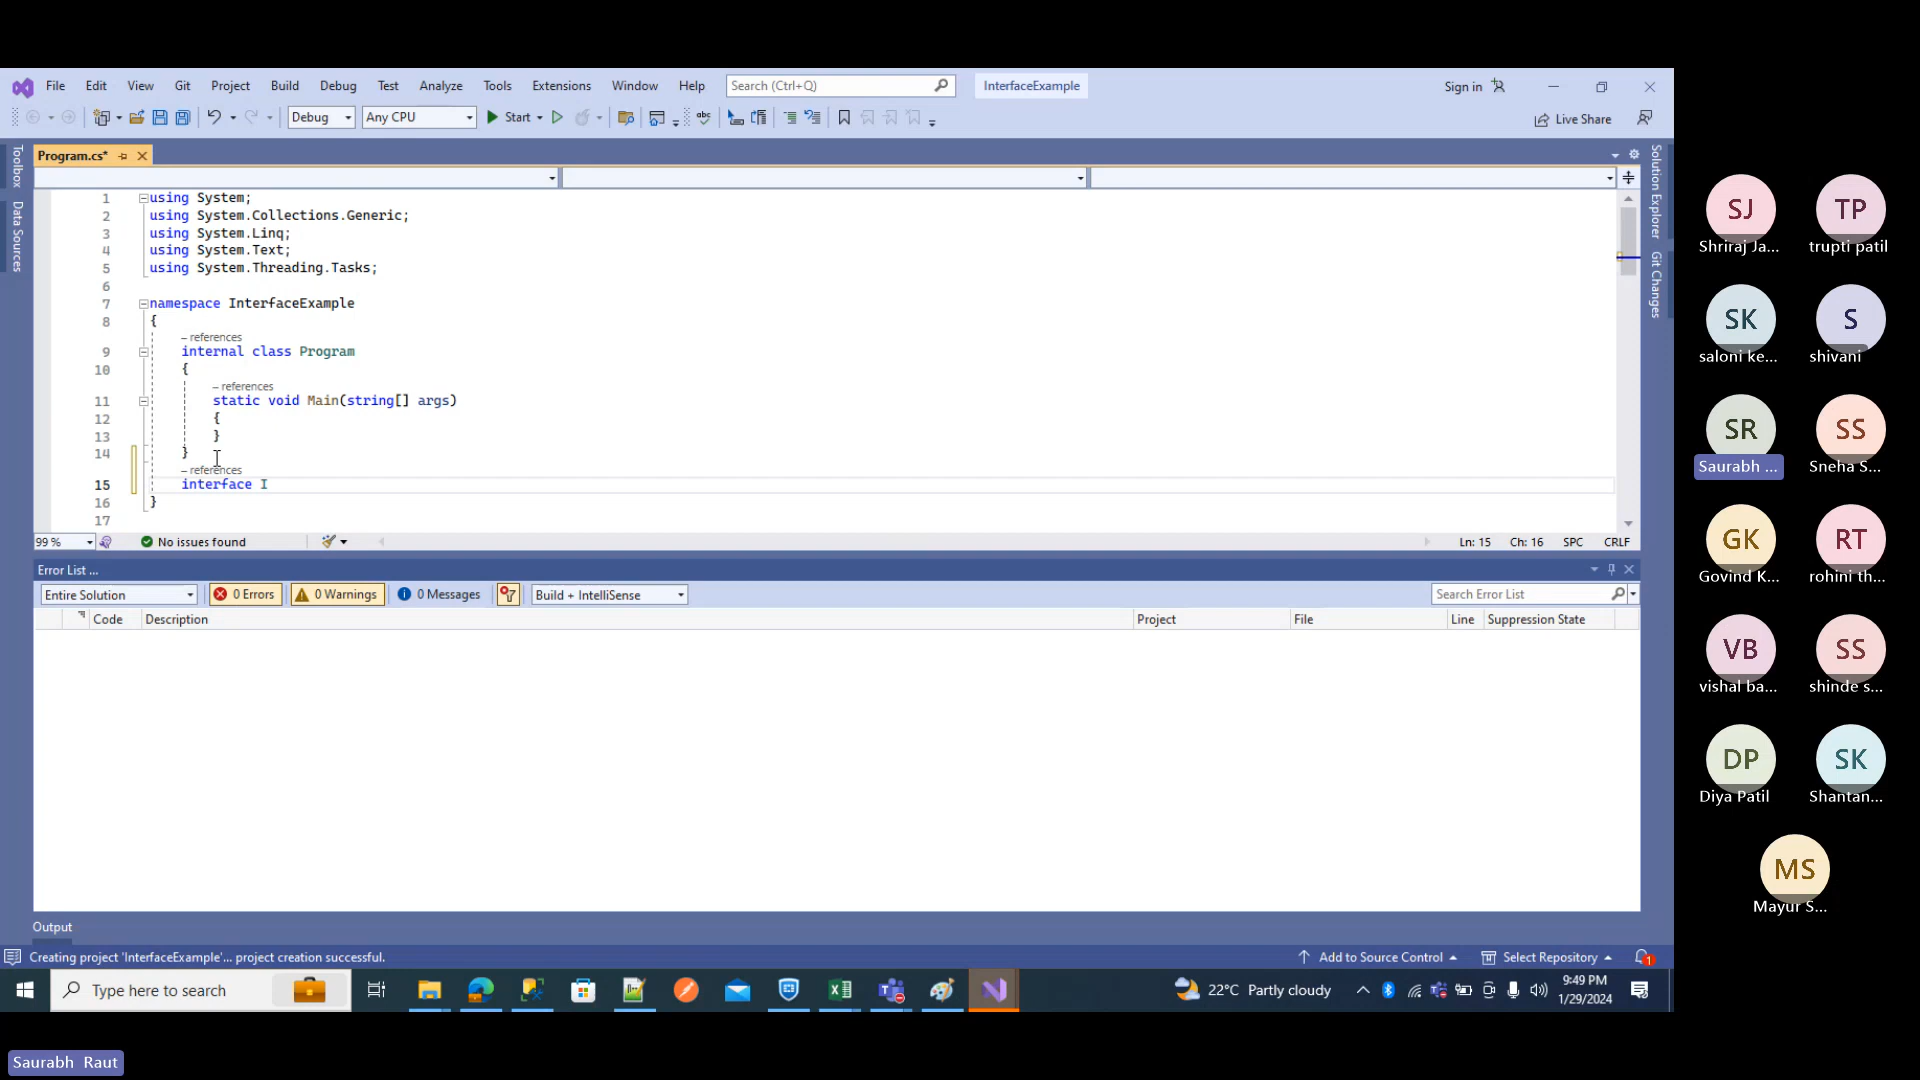 File Edit View Git Project Build Debug Test Analyze Tools Extensions Window Help Search (Ctrl+Q) InterfaceExample Sign in
Debug Any CPU Start Live Share
Program.cs*
Toolbox
Data Sources
Solution Explorer
Git Changes
1 using System;
2 using System.Collections.Generic;
3 using System.Linq;
4 using System.Text;
5 using System.Threading.Tasks;
6
7 namespace InterfaceExample
8 {
– references
9 internal class Program
10 {
– references
11 static void Main(string[] args)
12 {
13 }
14 }
– references
15 interface I
16 }
17
99 % No issues found Ln: 15 Ch: 16 SPC CRLF
Error List ...
Entire Solution 0 Errors 0 Warnings 0 Messages Build + IntelliSense Search Error List
Code Description Project File Line Suppression State
Output
Creating project 'InterfaceExample'... project creation successful. Add to Source Control Select Repository 1
Type here to search 22°C Partly cloudy 9:49 PM
1/29/2024
SJ TP
Shriraj Ja... trupti patil
SK S
saloni ke... shivani
SR SS
Saurabh ... Sneha S...
GK RT
Govind K... rohini th...
VB SS
vishal ba... shinde s...
DP SK
Diya Patil Shantan...
MS
Mayur S...
Saurabh Raut